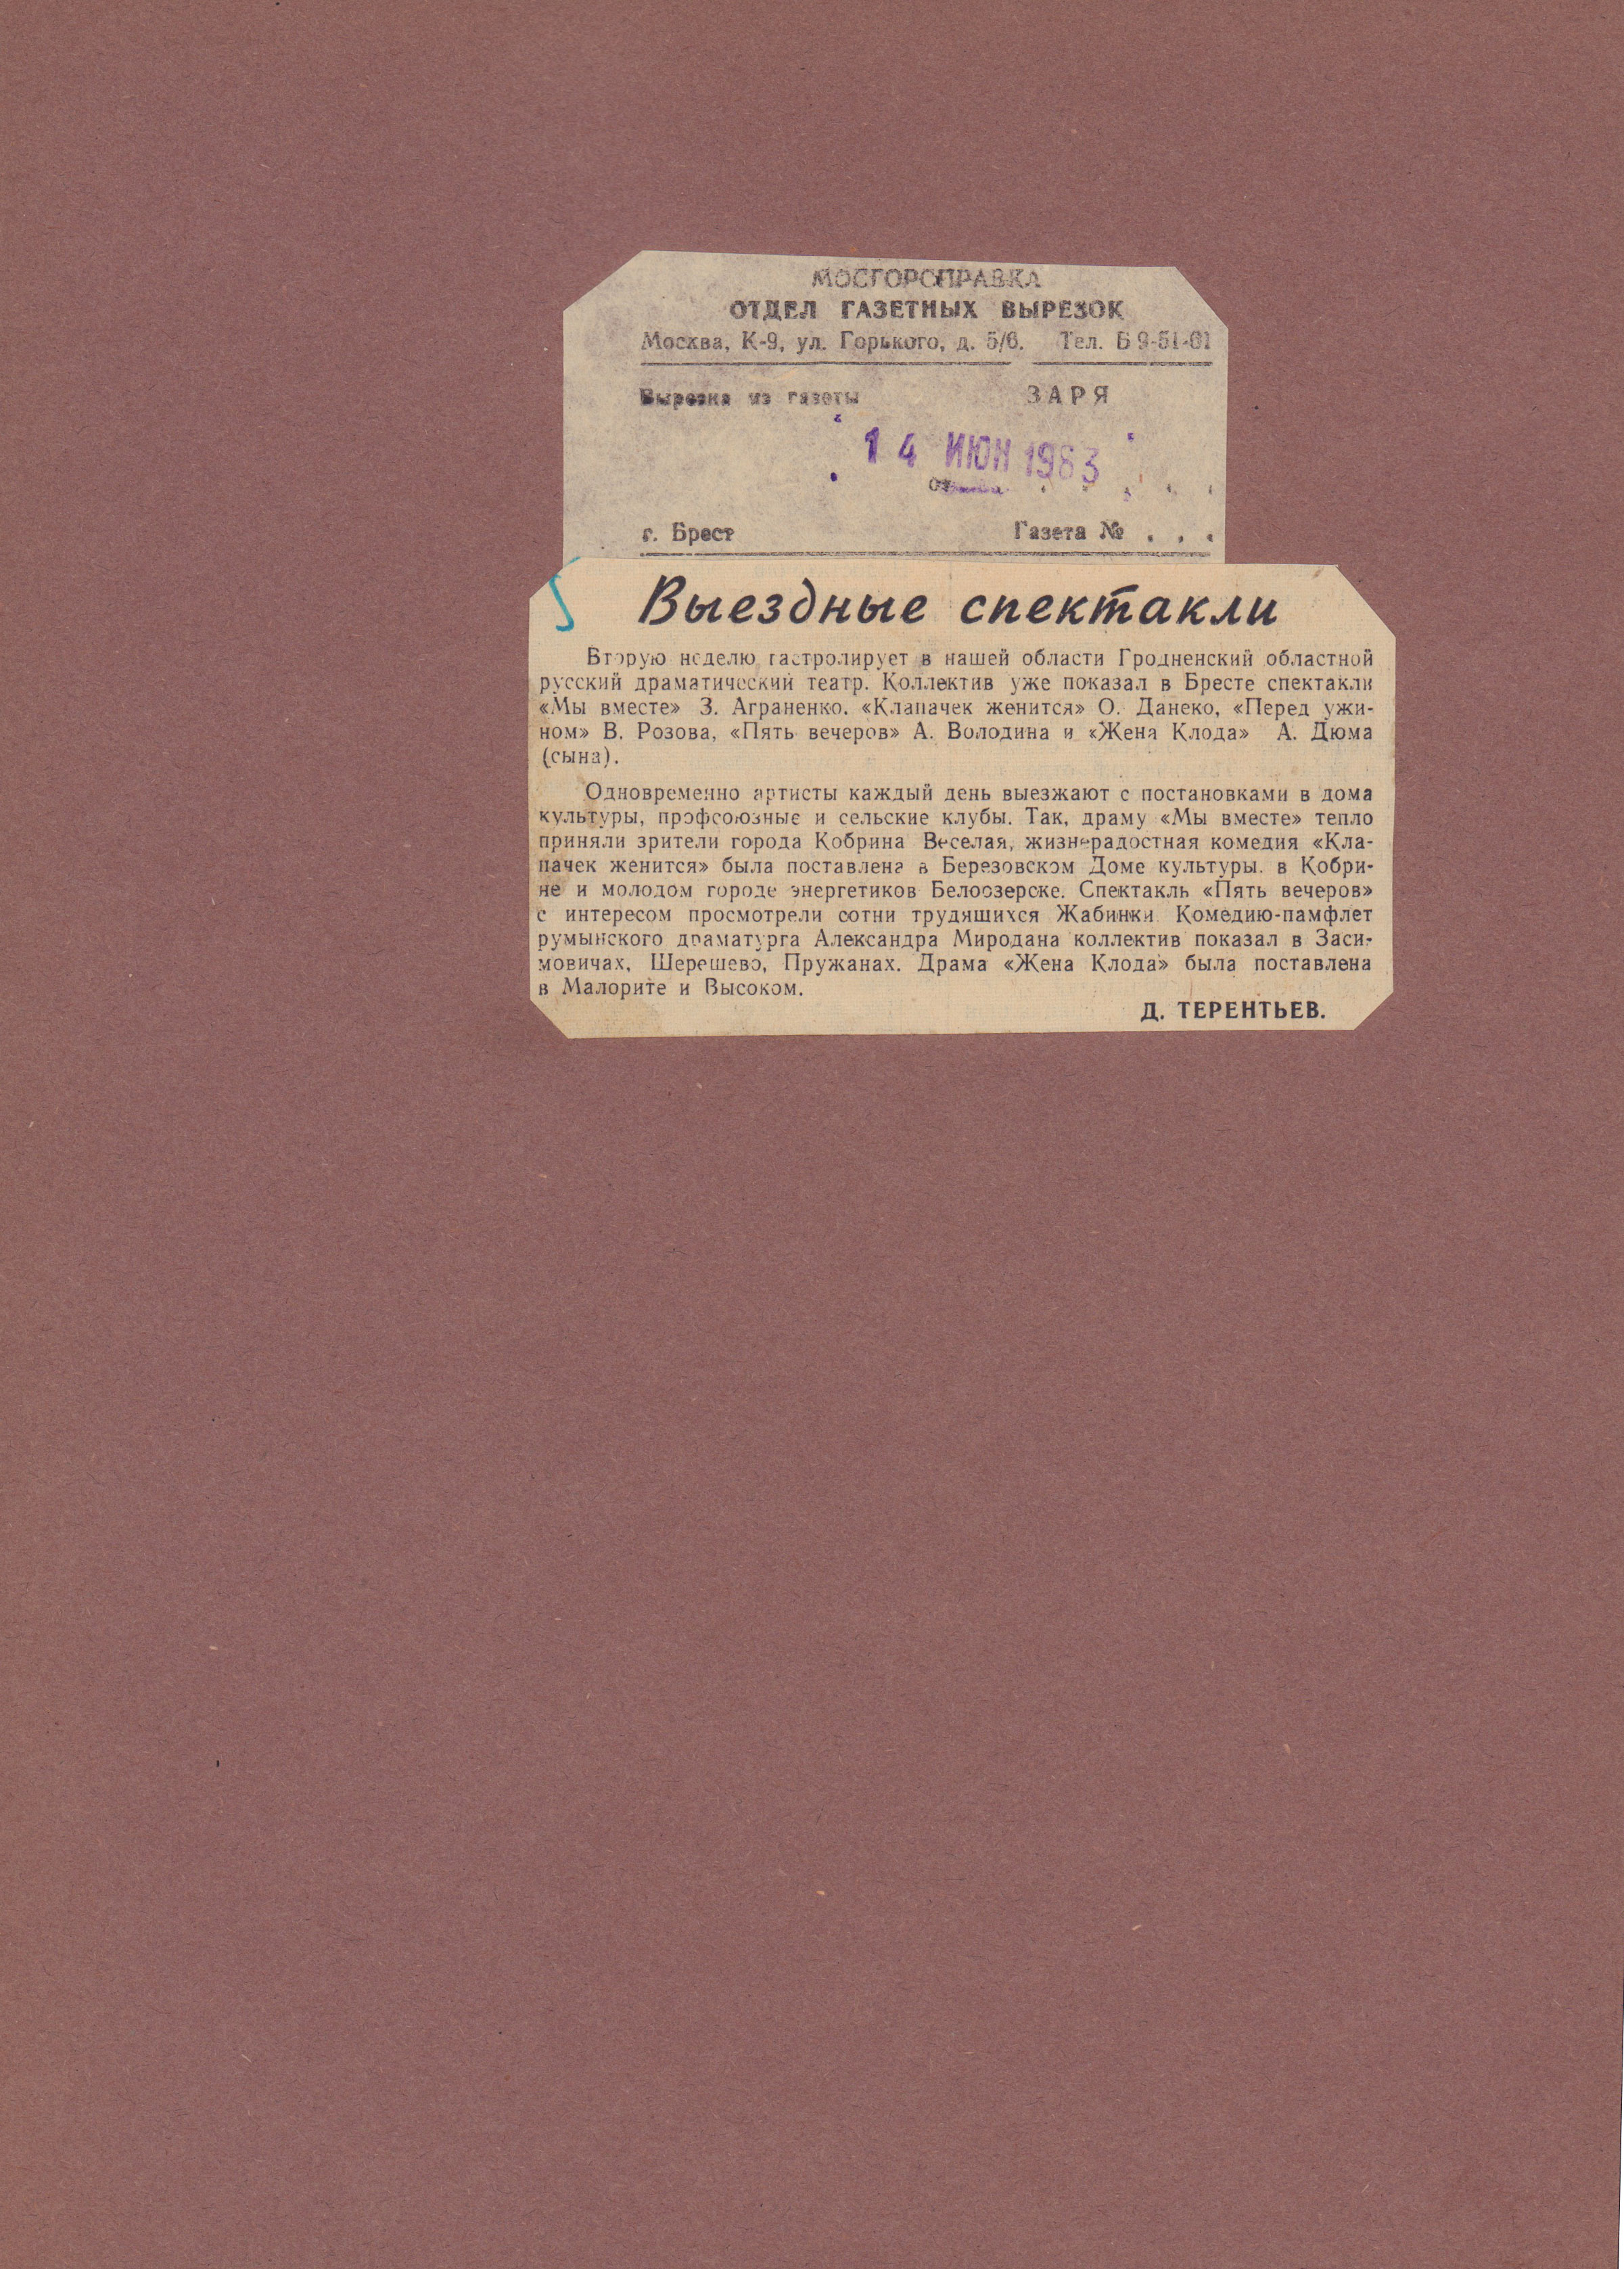 МОСГОРСПРАВКА
ОТДЕЛ ГАЗЕТНЫХ ВЫРЕЗОК
Москва, К-9, ул. Горького, д. 5/6. Тел. Б 9-51-61
Вырезка из газеты ЗАРЯ
14 ИЮН 1963
от . . . . .
г. Брест Газета № . . .
Выездные спектакли
Вторую неделю гастролирует в нашей области Гродненский областной
русский драматический театр. Коллектив уже показал в Бресте спектакли
«Мы вместе» З. Аграненко. «Клапачек женится» О. Данеко, «Перед ужи-
ном» В. Розова, «Пять вечеров» А. Володина и «Жена Клода» А. Дюма
(сына).
Одновременно артисты каждый день выезжают с постановками в дома
культуры, профсоюзные и сельские клубы. Так, драму «Мы вместе» тепло
приняли зрители города Кобрина Веселая, жизнерадостная комедия «Кла-
пачек женится» была поставлена в Березовском Доме культуры. в Кобри-
не и молодом городе энергетиков Белоозерске. Спектакль «Пять вечеров»
с интересом просмотрели сотни трудящихся Жабинки. Комедию-памфлет
румынского драматурга Александра Миродана коллектив показал в Заси-
мовичах, Шерешево, Пружанах. Драма «Жена Клода» была поставлена
в Малорите и Высоком.
Д. ТЕРЕНТЬЕВ.